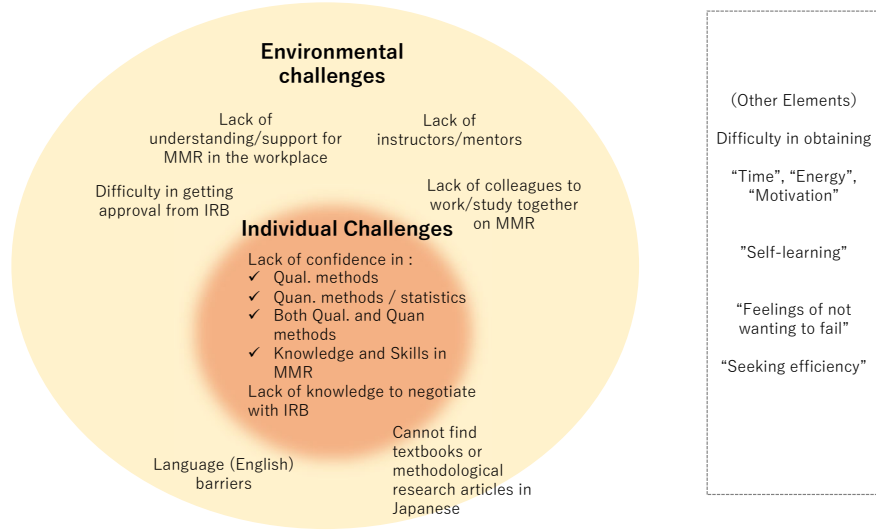 Environmental
challenges
Lack of
understanding/support for
MMR in the workplace
Lack of
instructors/mentors
Difficulty in getting
approval from IRB
Lack of colleagues to
work/study together
on MMR
Individual Challenges
Lack of confidence in :
✓ Qual. methods
✓ Quan. methods / statistics
✓ Both Qual. and Quan
methods
✓ Knowledge and Skills in
MMR
Lack of knowledge to negotiate
with IRB
Language (English)
barriers
Cannot find
textbooks or
methodological
research articles in
Japanese
(Other Elements)
Difficulty in obtaining
“Time”, “Energy”,
“Motivation”
”Self-learning”
“Feelings of not
wanting to fail”
“Seeking efficiency”